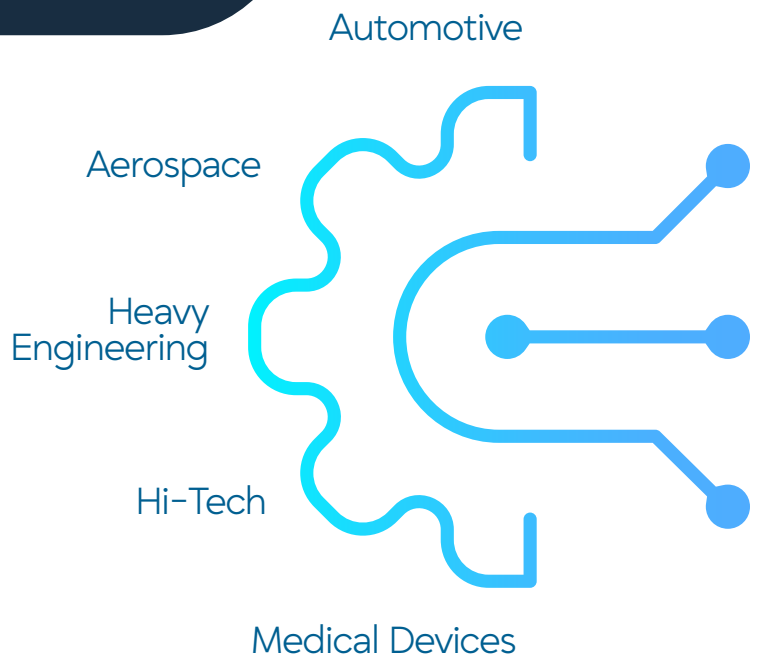 Automotive
Aerospace
Heavy
Engineering
Hi-Tech
Medical Devices